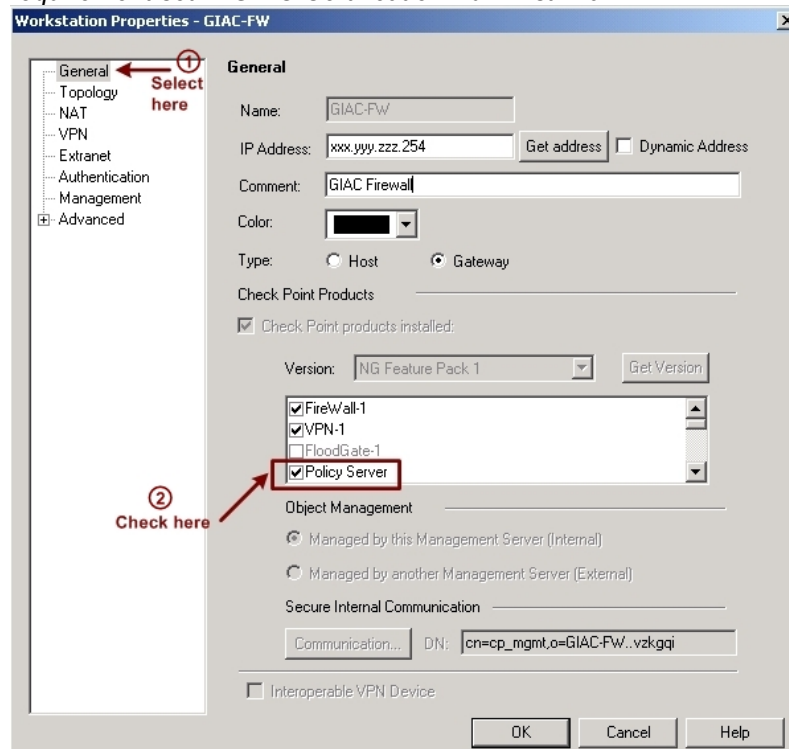 Workstation Properties - GIAC-FW
General
Topology
NAT
VPN
Extranet
Authentication
Management
Advanced
① Select here
General
Name: GIAC-FW
IP Address: xxx.yyy.zzz.254 Get address Dynamic Address
Comment: GIAC Firewall
Color:
Type: Host Gateway
Check Point Products
Check Point products installed:
Version: NG Feature Pack 1 Get Version
FireWall-1
VPN-1
FloodGate-1
Policy Server
② Check here
Object Management
Managed by this Management Server (Internal)
Managed by another Management Server (External)
Secure Internal Communication
Communication... DN: cn=cp_mgmt,o=GIAC-FW..vzkgqi
Interoperable VPN Device
OK Cancel Help